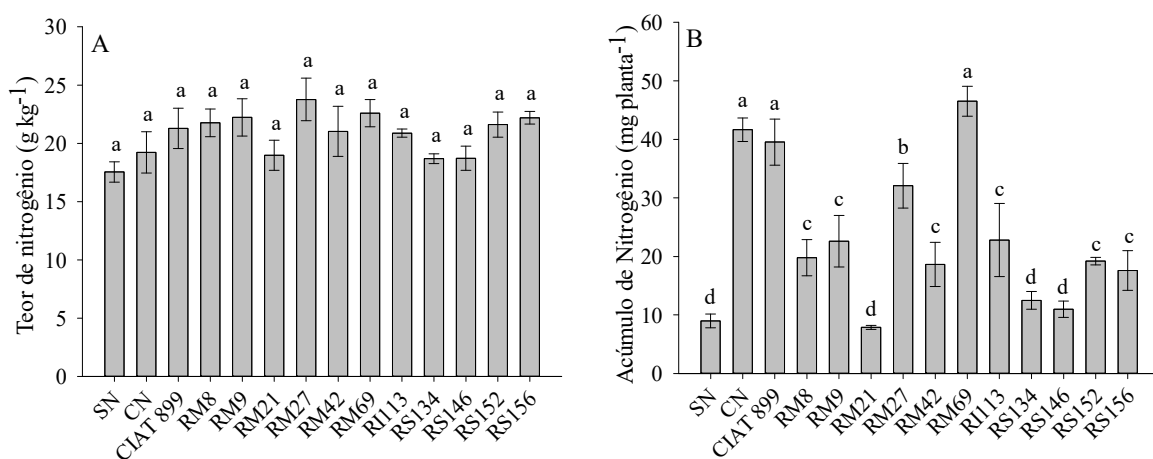 A
Teor de nitrogênio (g kg⁻¹)
30
25
20
15
10
5
0
a a a a a a a a a a a a a a
SN CN CIAT 899 RM8 RM9 RM21 RM27 RM42 RM69 RI113 RS134 RS146 RS152 RS156
B
Acúmulo de Nitrogênio (mg planta⁻¹)
60
50
40
30
20
10
0
d a a c c d b c a c d d c c
SN CN CIAT 899 RM8 RM9 RM21 RM27 RM42 RM69 RI113 RS134 RS146 RS152 RS156